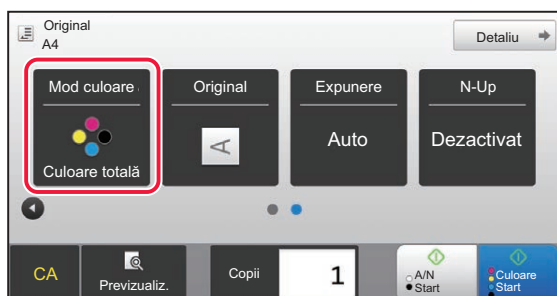 Original
A4
Detaliu
Mod culoare
Original
Expunere
N-Up
A
Auto
Dezactivat
Culoare totală
CA
Previzualiz.
Copii
1
A/N
Start
Culoare
Start